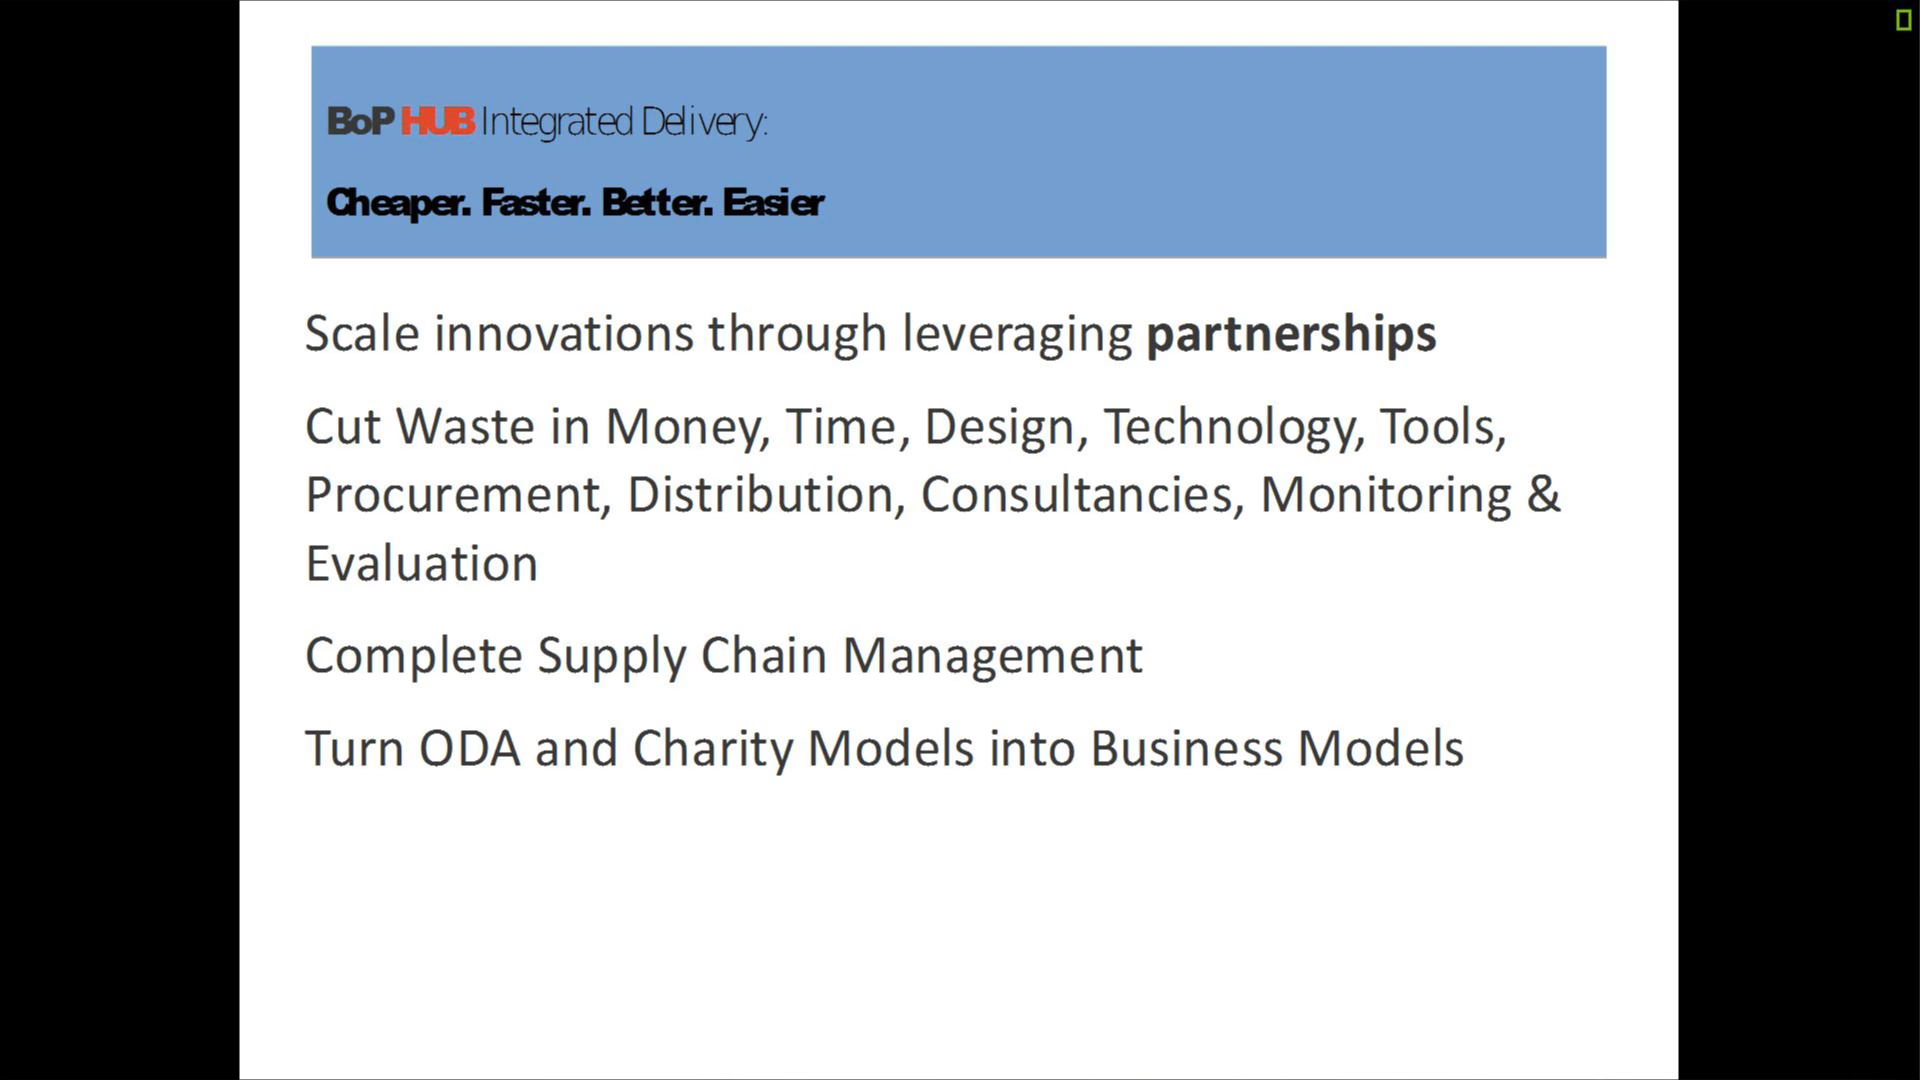 BoP HUB Integrated Delivery:
Cheaper. Faster. Better. Easier
Scale innovations through leveraging partnerships
Cut Waste in Money, Time, Design, Technology, Tools,
Procurement, Distribution, Consultancies, Monitoring &
Evaluation
Complete Supply Chain Management
Turn ODA and Charity Models into Business Models